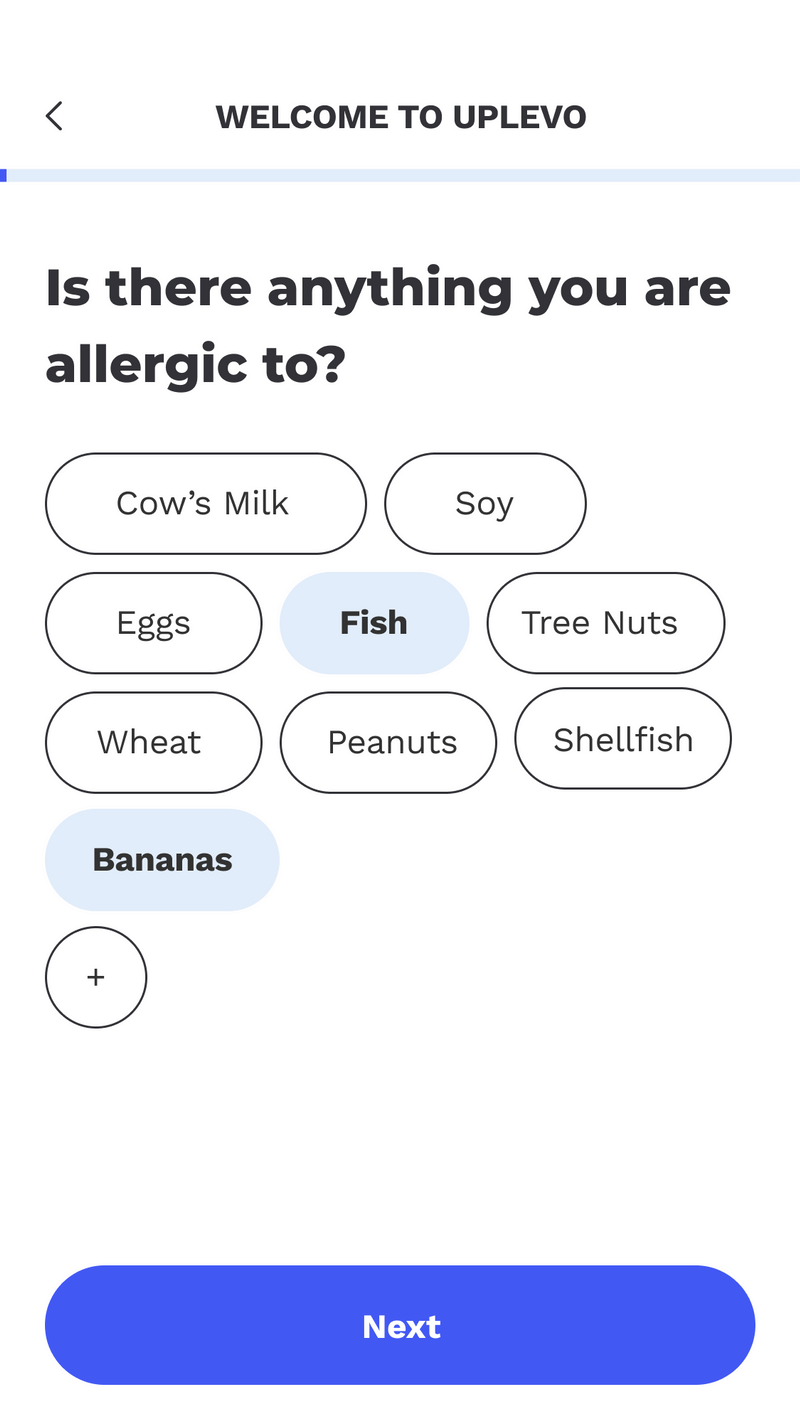 WELCOME TO UPLEVO
Is there anything you are
allergic to?
Cow’s Milk Soy
Eggs Fish Tree Nuts
Wheat Peanuts Shellfish
Bananas
+
Next